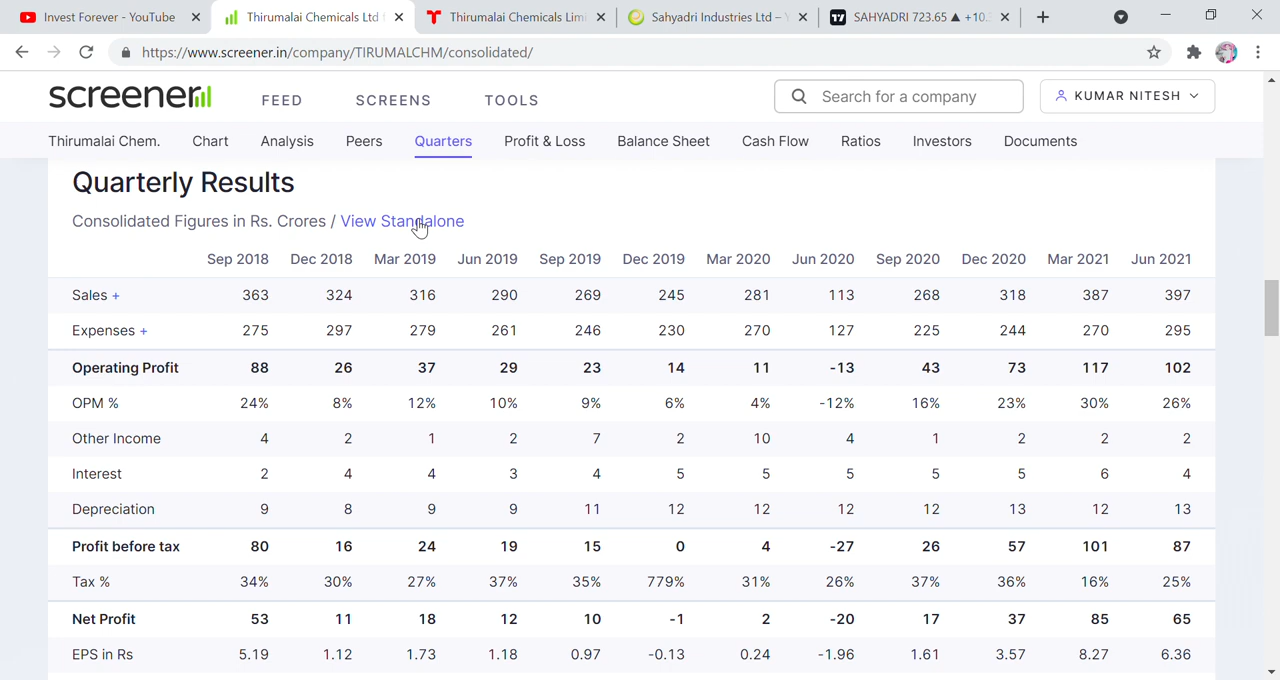 Invest Forever - YouTube
Thirumalai Chemicals Ltd
Thirumalai Chemicals Limi
Sahyadri Industries Ltd –
SAHYADRI 723.65 ▲ +10.
https://www.screener.in/company/TIRUMALCHM/consolidated/
screener
FEED SCREENS TOOLS
Search for a company
KUMAR NITESH
Thirumalai Chem. Chart Analysis Peers Quarters Profit & Loss Balance Sheet Cash Flow Ratios Investors Documents
Quarterly Results
Consolidated Figures in Rs. Crores / View Standalone
Sep 2018 Dec 2018 Mar 2019 Jun 2019 Sep 2019 Dec 2019 Mar 2020 Jun 2020 Sep 2020 Dec 2020 Mar 2021 Jun 2021
Sales + 363 324 316 290 269 245 281 113 268 318 387 397
Expenses + 275 297 279 261 246 230 270 127 225 244 270 295
Operating Profit 88 26 37 29 23 14 11 -13 43 73 117 102
OPM % 24% 8% 12% 10% 9% 6% 4% -12% 16% 23% 30% 26%
Other Income 4 2 1 2 7 2 10 4 1 2 2 2
Interest 2 4 4 3 4 5 5 5 5 5 6 4
Depreciation 9 8 9 9 11 12 12 12 12 13 12 13
Profit before tax 80 16 24 19 15 0 4 -27 26 57 101 87
Tax % 34% 30% 27% 37% 35% 779% 31% 26% 37% 36% 16% 25%
Net Profit 53 11 18 12 10 -1 2 -20 17 37 85 65
EPS in Rs 5.19 1.12 1.73 1.18 0.97 -0.13 0.24 -1.96 1.61 3.57 8.27 6.36